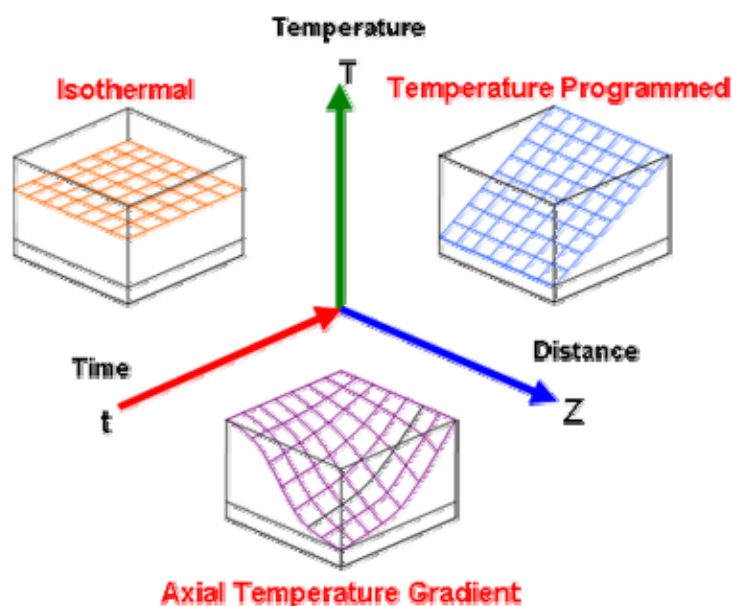 Temperature
T
Isothermal
Temperature Programmed
Time
t
Distance
Z
Axial Temperature Gradient